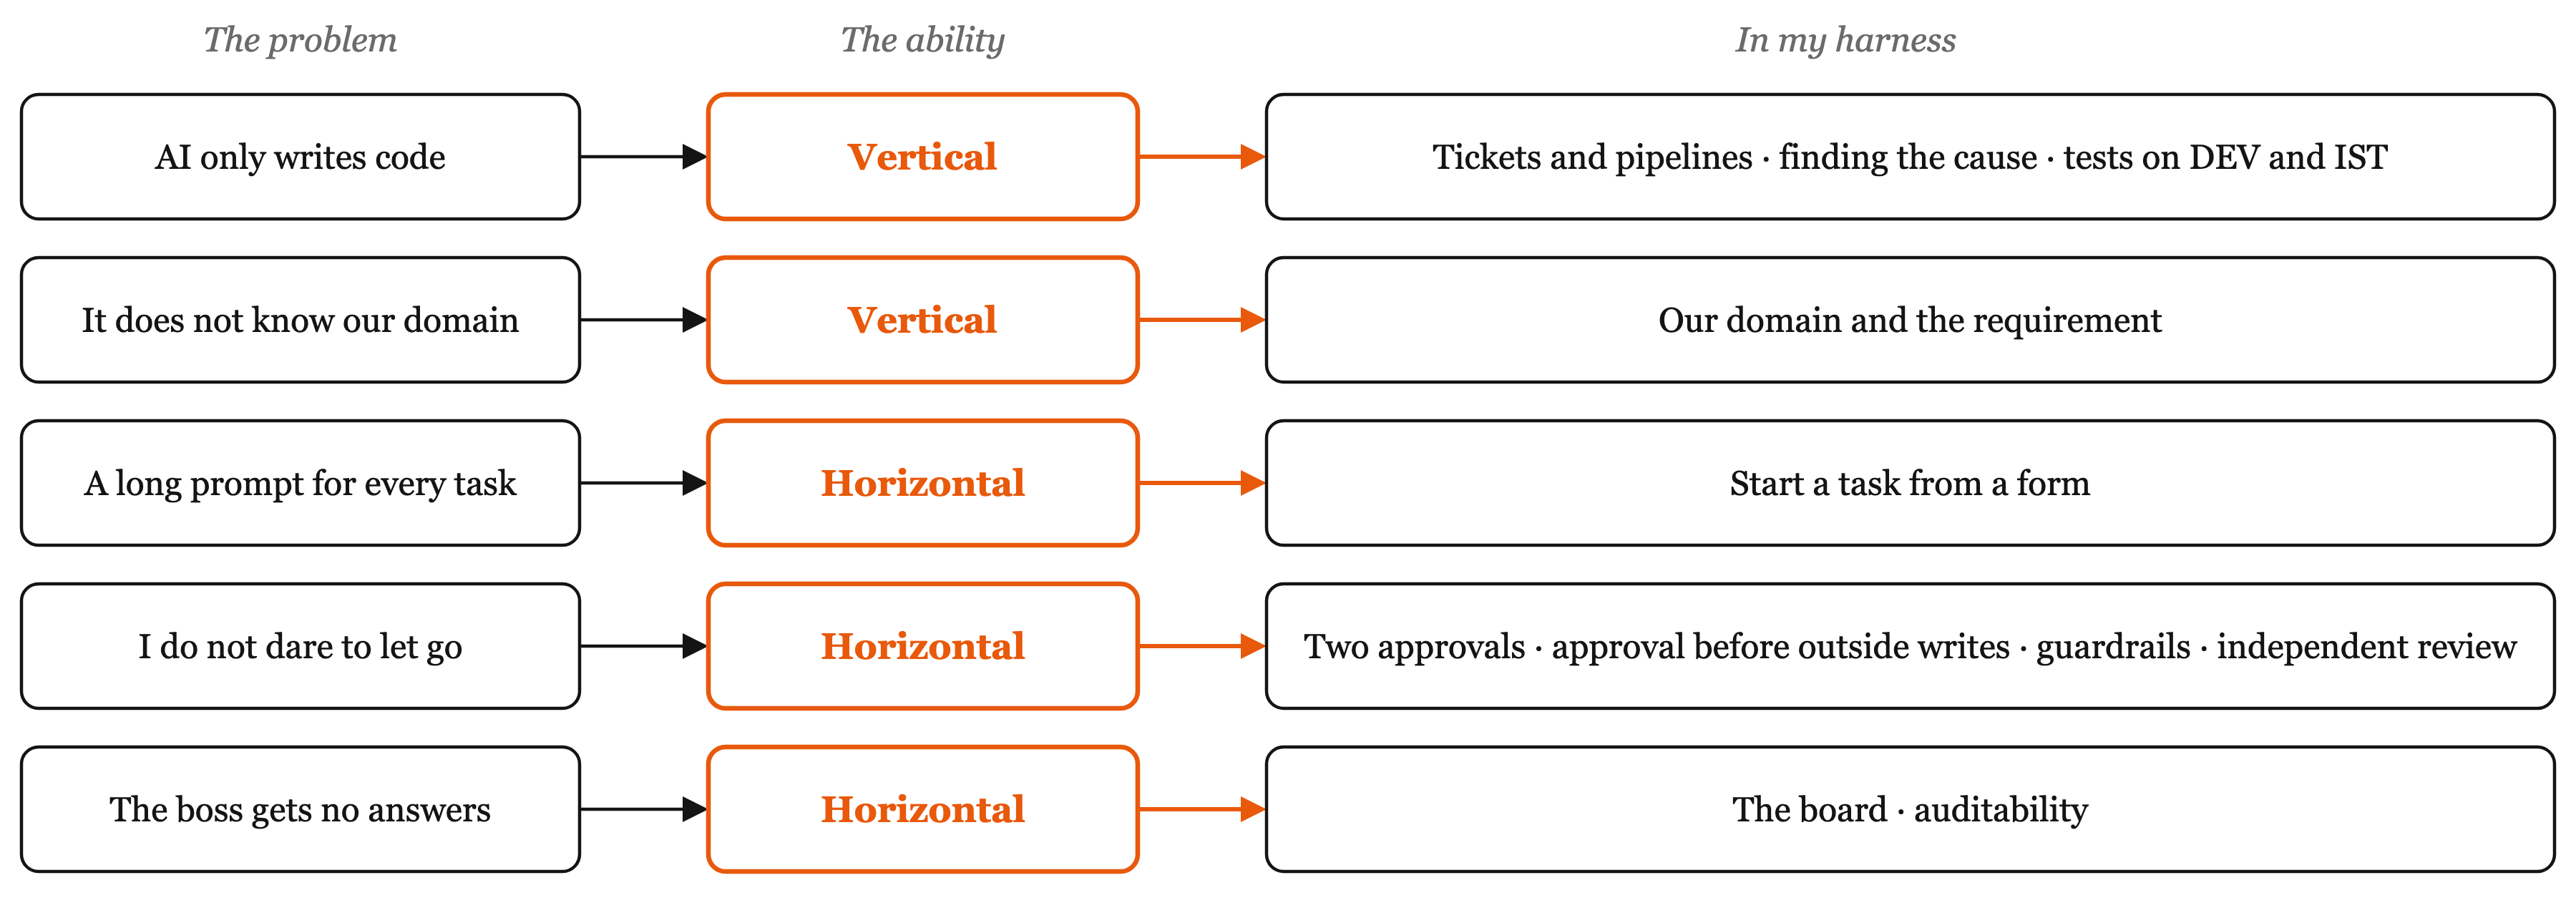 The problem
The ability
In my harness
AI only writes code
Vertical
Tickets and pipelines · finding the cause · tests on DEV and IST
It does not know our domain
Vertical
Our domain and the requirement
A long prompt for every task
Horizontal
Start a task from a form
I do not dare to let go
Horizontal
Two approvals · approval before outside writes · guardrails · independent review
The boss gets no answers
Horizontal
The board · auditability